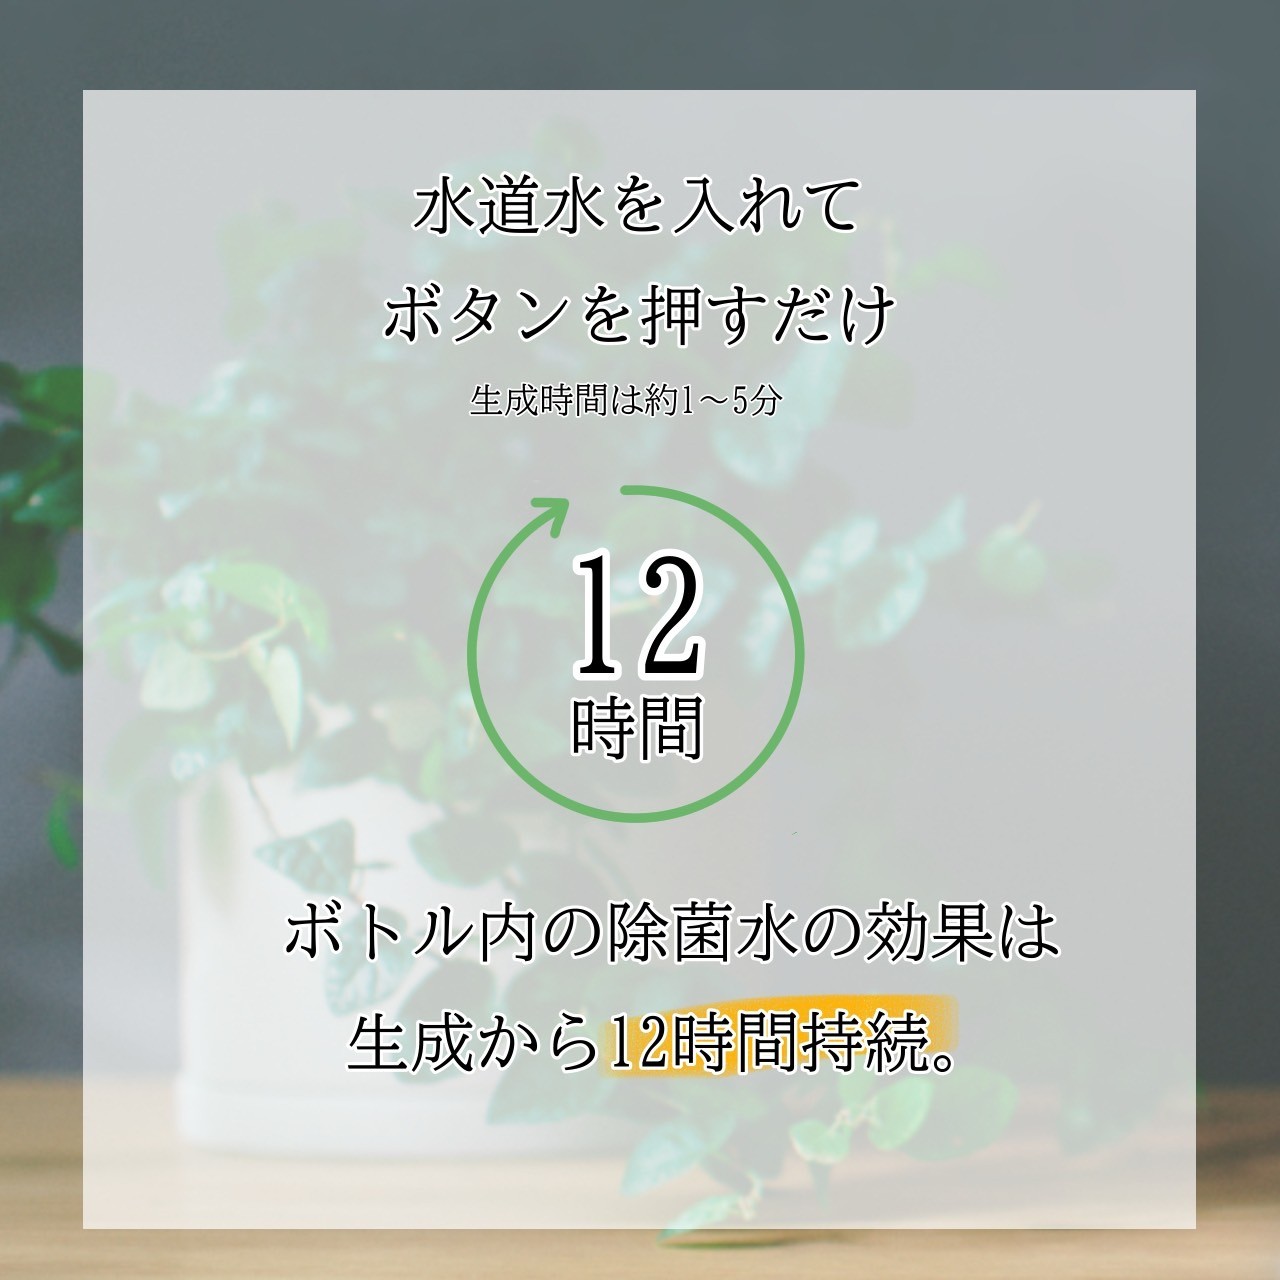 水道水を入れて
ボタンを押すだけ
生成時間は約1～5分
12
時間
ボトル内の除菌水の効果は
生成から12時間持続。